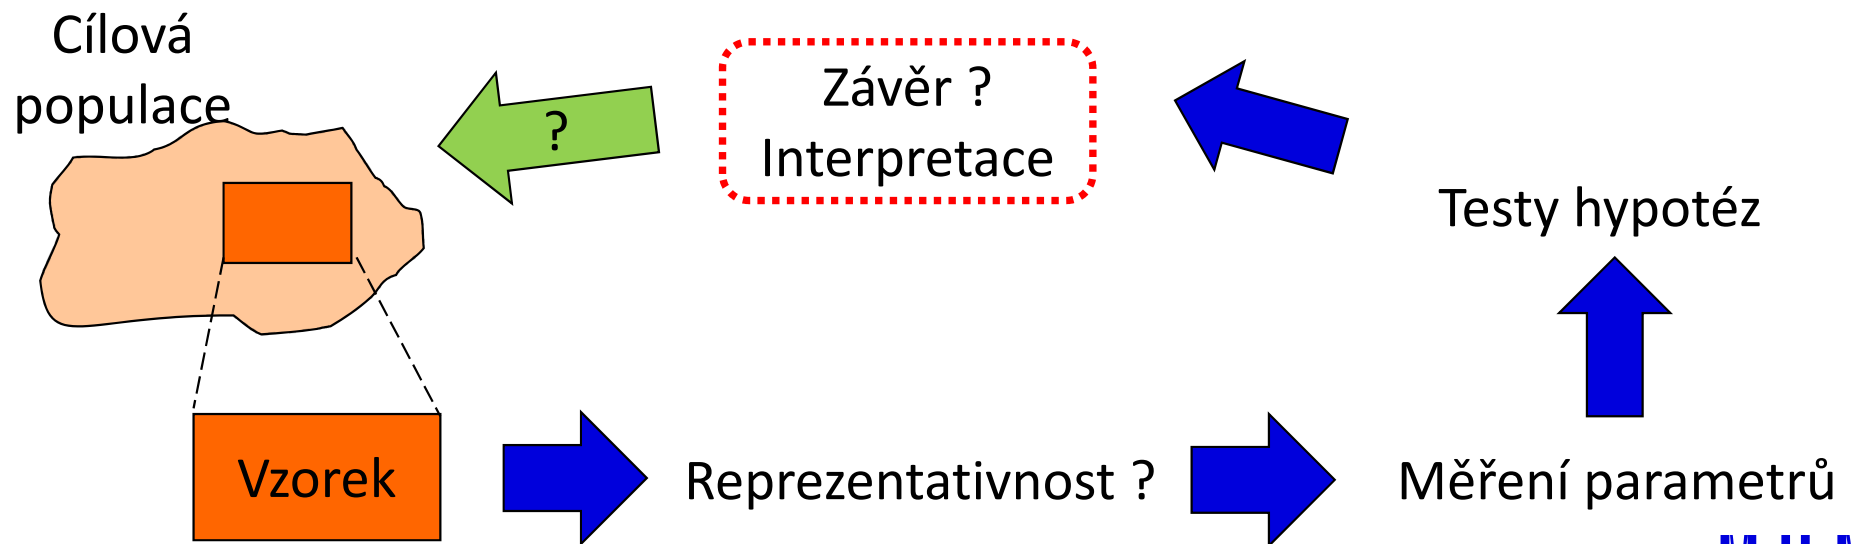 Cílová
populace
?
Závěr ?
Interpretace
Testy hypotéz
Vzorek
Reprezentativnost ?
Měření parametrů